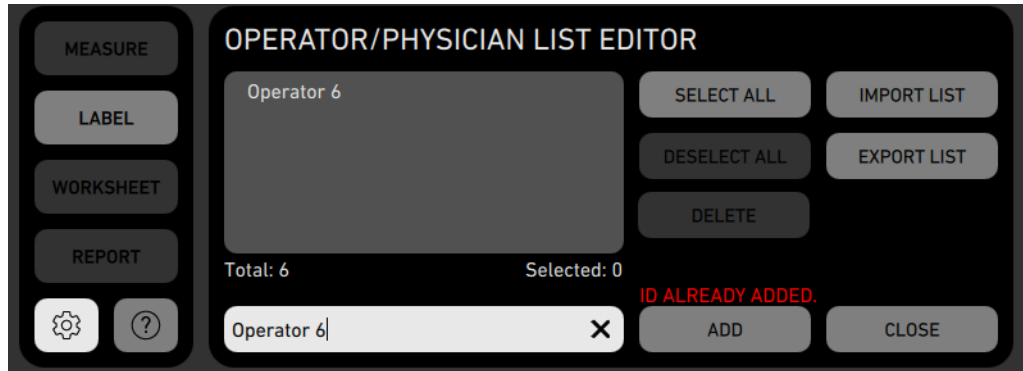 MEASURE
LABEL
WORKSHEET
REPORT
?
OPERATOR/PHYSICIAN LIST EDITOR
Operator 6
SELECT ALL
IMPORT LIST
DESELECT ALL
EXPORT LIST
DELETE
Total: 6
Selected: 0
ID ALREADY ADDED.
Operator 6
ADD
CLOSE